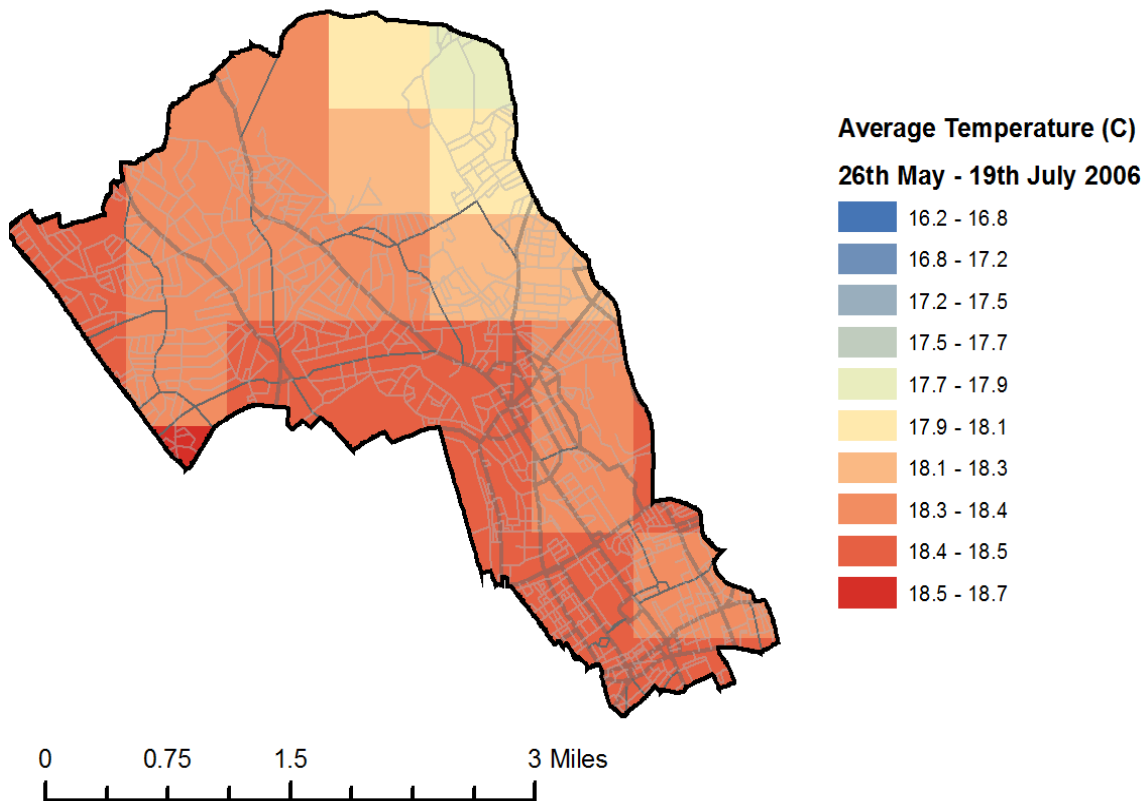 Average Temperature (C)
26th May - 19th July 2006
16.2 - 16.8
16.8 - 17.2
17.2 - 17.5
17.5 - 17.7
17.7 - 17.9
17.9 - 18.1
18.1 - 18.3
18.3 - 18.4
18.4 - 18.5
18.5 - 18.7
0 0.75 1.5 3 Miles